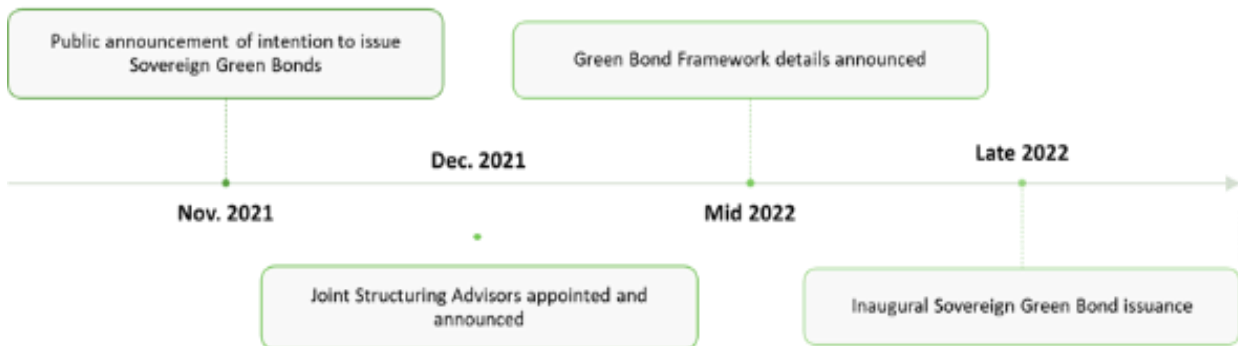 Public announcement of intention to issue
Sovereign Green Bonds
Green Bond Framework details announced
Dec. 2021
Late 2022
Nov. 2021
Mid 2022
Joint Structuring Advisors appointed and
announced
Inaugural Sovereign Green Bond issuance